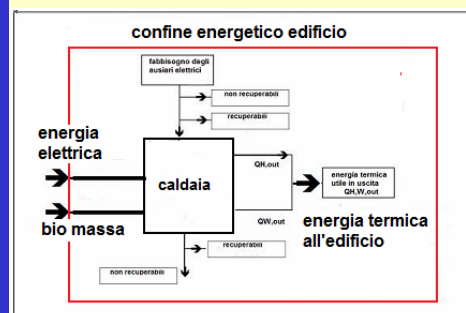 confine energetico edificio
fabbisogno degli
ausiari elettrici
non recuperabili
recuperabili
energia
elettrica
bio massa
caldaia
QH,out
QW,out
energia termica
utile in uscita
QH,W,out
energia termica
all'edificio
recuperabili
non recuperabili